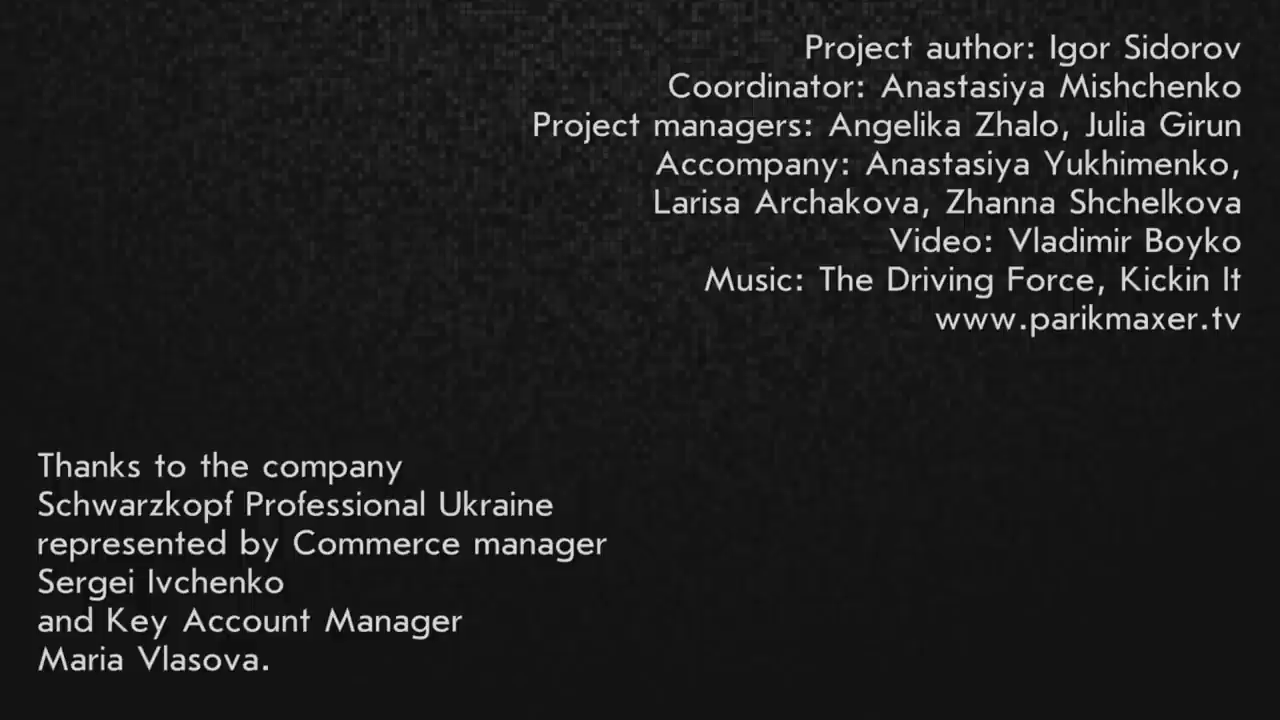 Project author: Igor Sidorov
Coordinator: Anastasiya Mishchenko
Project managers: Angelika Zhalo, Julia Girun
Accompany: Anastasiya Yukhimenko,
Larisa Archakova, Zhanna Shchelkova
Video: Vladimir Boyko
Music: The Driving Force, Kickin It
www.parikmaxer.tv
Thanks to the company
Schwarzkopf Professional Ukraine
represented by Commerce manager
Sergei Ivchenko
and Key Account Manager
Maria Vlasova.